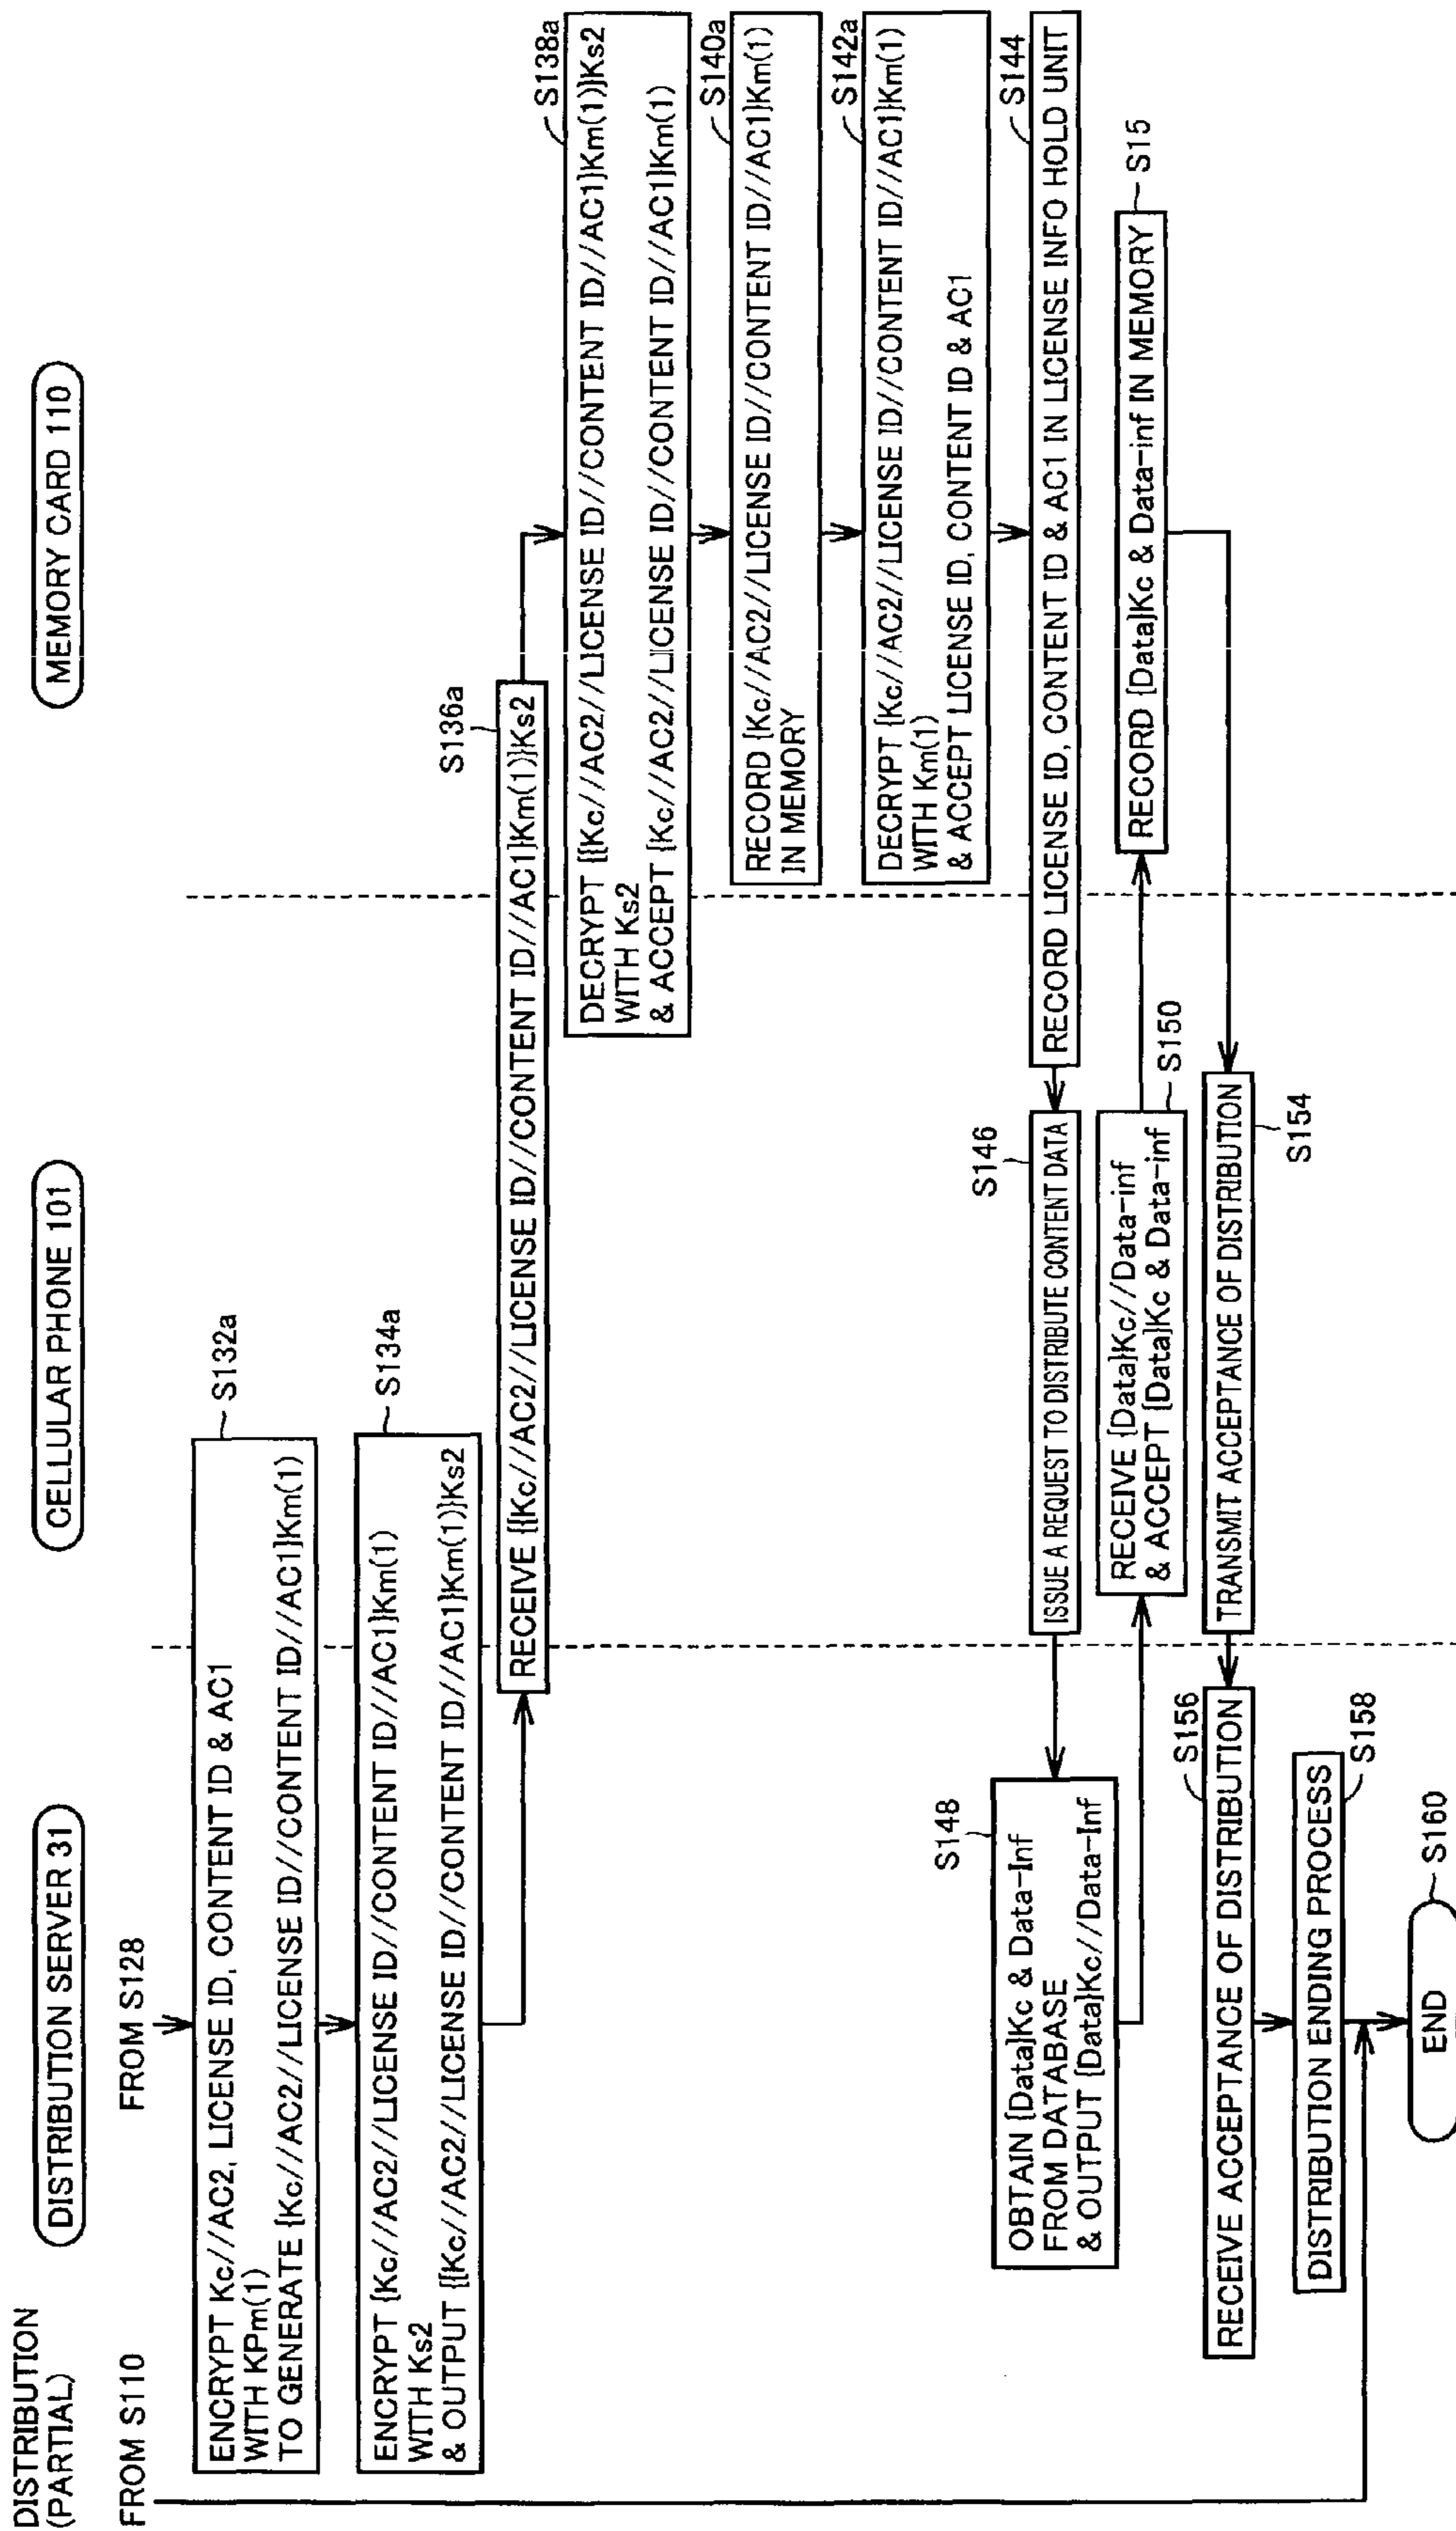 DISTRIBUTION
(PARTIAL)
DISTRIBUTION SERVER 31
CELLULAR PHONE 101
MEMORY CARD 110
FROM S110
FROM S128
S132a
ENCRYPT Kc//AC2, LICENSE ID, CONTENT ID & AC1
WITH KPm(1)
TO GENERATE {Kc//AC2//LICENSE ID//CONTENT ID//AC1}Km(1)
S134a
ENCRYPT {Kc//AC2//LICENSE ID//CONTENT ID//AC1}Km(1)
WITH Ks2
& OUTPUT {{Kc//AC2//LICENSE ID//CONTENT ID//AC1}Km(1)}Ks2
S136a
RECEIVE {{Kc//AC2//LICENSE ID//CONTENT ID//AC1}Km(1)}Ks2
S138a
DECRYPT {{Kc//AC2//LICENSE ID//CONTENT ID//AC1}Km(1)}Ks2
WITH Ks2
& ACCEPT {Kc//AC2//LICENSE ID//CONTENT ID//AC1}Km(1)
S140a
RECORD {Kc//AC2//LICENSE ID//CONTENT ID//AC1}Km(1)
IN MEMORY
S142a
DECRYPT {Kc//AC2//LICENSE ID//CONTENT ID//AC1}Km(1)
WITH Km(1)
& ACCEPT LICENSE ID, CONTENT ID & AC1
S144
RECORD LICENSE ID, CONTENT ID & AC1 IN LICENSE INFO HOLD UNIT
S146
ISSUE A REQUEST TO DISTRIBUTE CONTENT DATA
S148
OBTAIN {Data}Kc & Data-Inf
FROM DATABASE
& OUTPUT {Data}Kc//Data-Inf
S150
RECEIVE {Data}Kc//Data-inf
& ACCEPT {Data}Kc & Data-inf
S15
RECORD {Data}Kc & Data-inf IN MEMORY
S154
TRANSMIT ACCEPTANCE OF DISTRIBUTION
S156
RECEIVE ACCEPTANCE OF DISTRIBUTION
S158
DISTRIBUTION ENDING PROCESS
S160
END